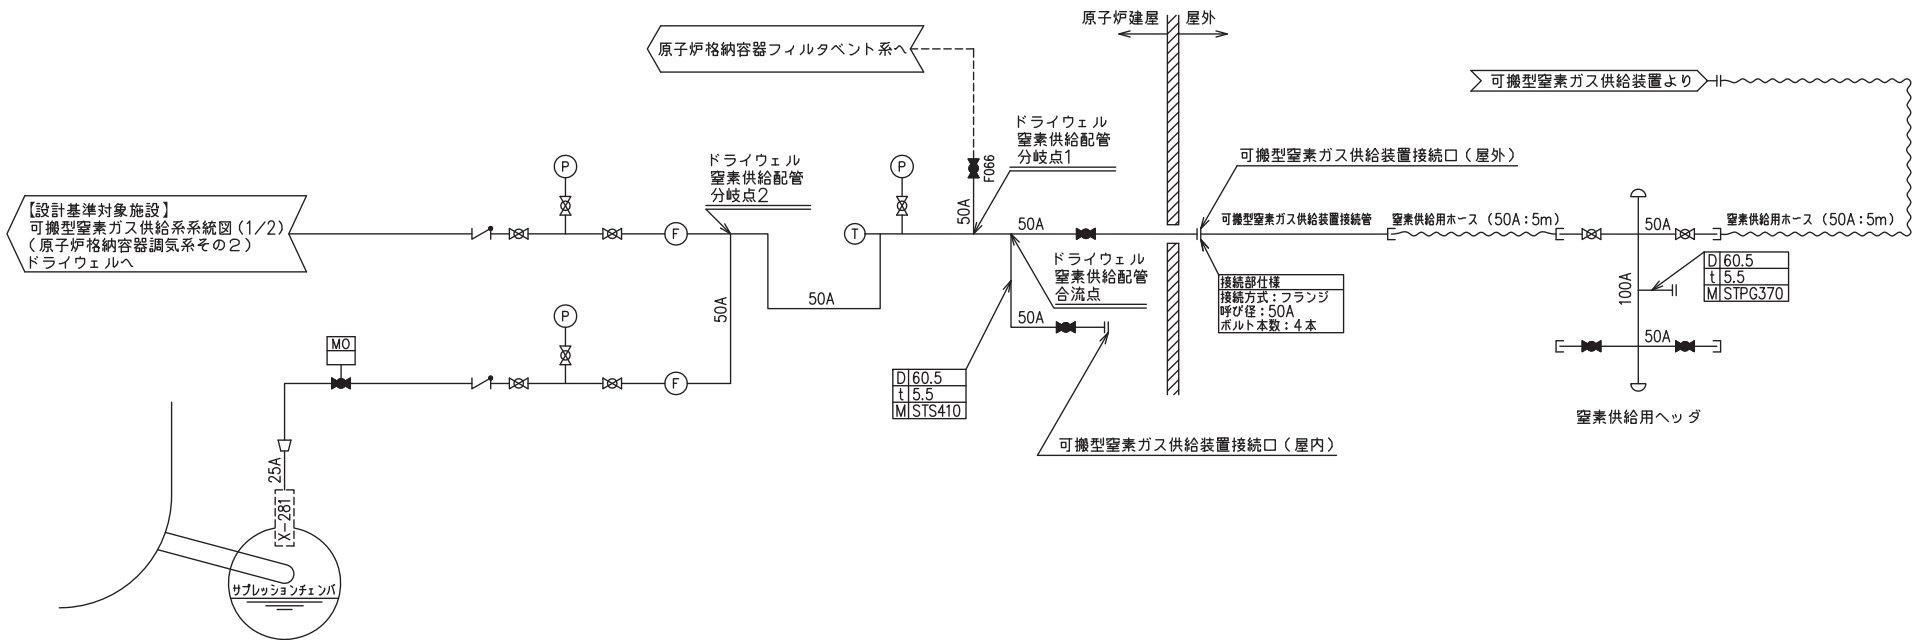 原子炉建屋 屋外
原子炉格納容器フィルタベント系へ
可搬型窒素ガス供給装置より
ドライウェル
窒素供給配管
分岐点1
F066
50A
ドライウェル
窒素供給配管
分岐点2
P
P
可搬型窒素ガス供給装置接続口(屋外)
【設計基準対象施設】
可搬型窒素ガス供給系系統図(1/2)
(原子炉格納容器調気系その2)
ドライウェルへ
F
T
50A
可搬型窒素ガス供給装置接続管
窒素供給用ホース(50A:5m)
50A
窒素供給用ホース(50A:5m)
ドライウェル
窒素供給配管
合流点
D 60.5
t 5.5
M STPG370
接続部仕様
接続方式:フランジ
呼び径:50A
ボルト本数:4本
100A
50A
50A
P
50A
50A
MO
F
D 60.5
t 5.5
M STS410
窒素供給用ヘッダ
可搬型窒素ガス供給装置接続口(屋内)
25A
X-281
サプレッションチェンバ